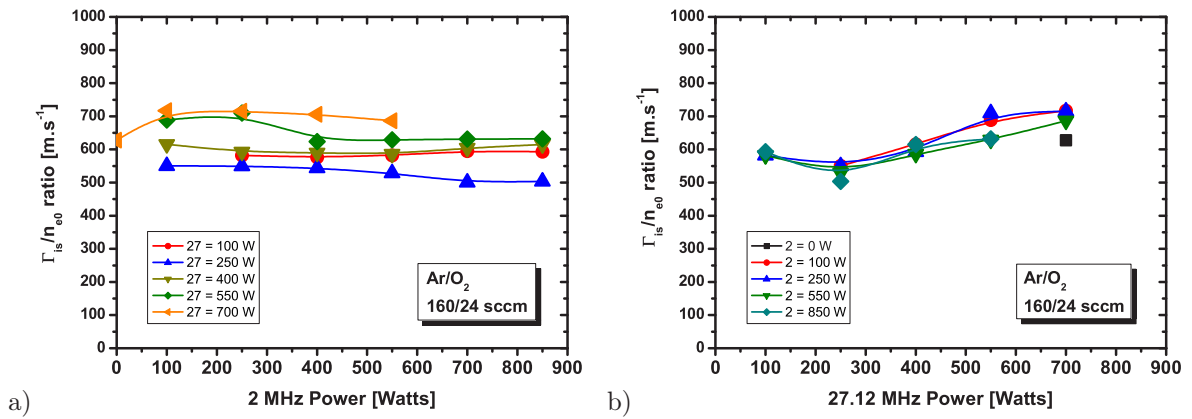 1000
900
800
700
600
500
400
300
200
100
0
Γis/ne0 ratio [m.s-1]
27 = 100 W
27 = 250 W
27 = 400 W
27 = 550 W
27 = 700 W
Ar/O2
160/24 sccm
0 100 200 300 400 500 600 700 800 900
2 MHz Power [Watts]
a)
1000
900
800
700
600
500
400
300
200
100
0
Γis/ne0 ratio [m.s-1]
2 = 0 W
2 = 100 W
2 = 250 W
2 = 550 W
2 = 850 W
Ar/O2
160/24 sccm
0 100 200 300 400 500 600 700 800 900
27.12 MHz Power [Watts]
b)